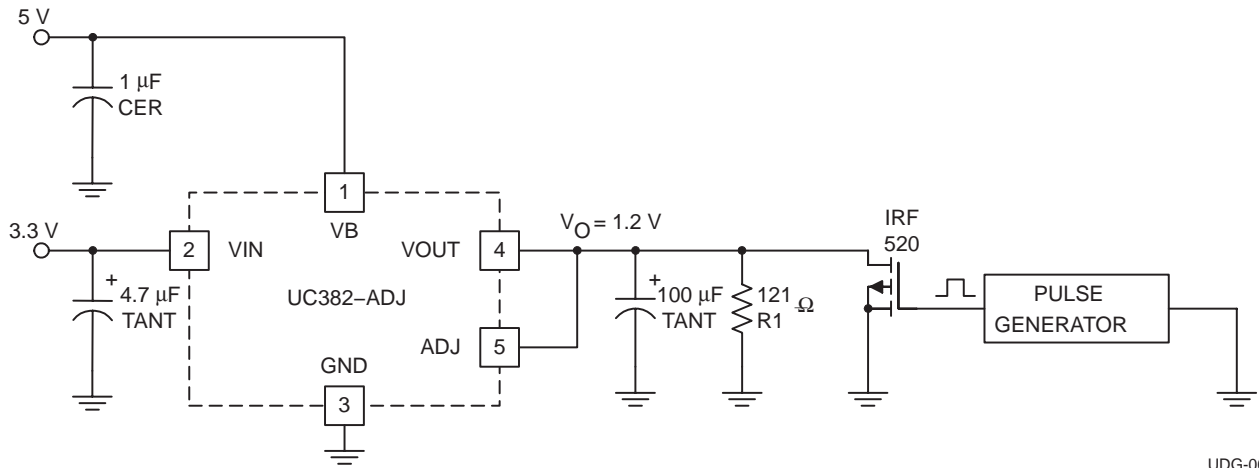 5 V
1 μF
CER
1
VB
3.3 V
2
VIN
VOUT
4
VO = 1.2 V
IRF
520
+
4.7 μF
TANT
UC382–ADJ
+
100 μF
TANT
121 Ω
R1
PULSE
GENERATOR
ADJ
5
GND
3